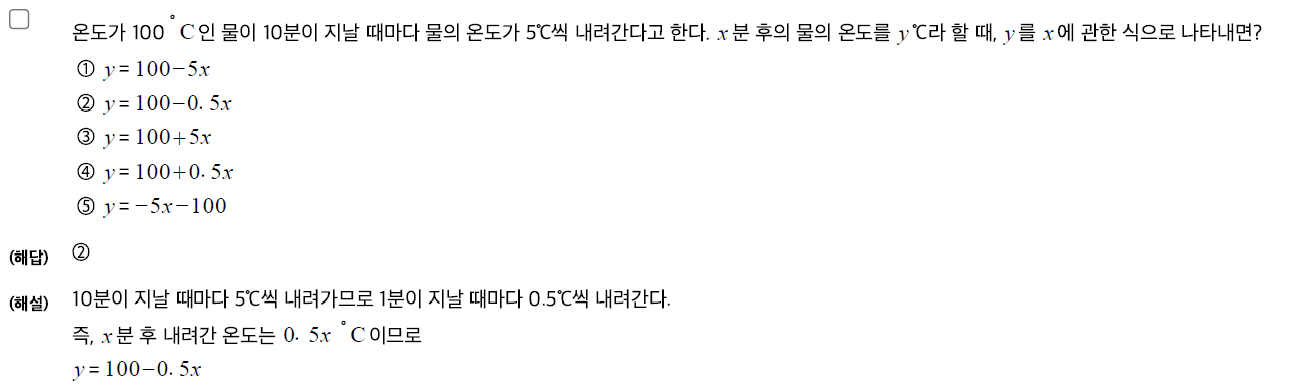 온도가 100 °C인 물이 10분이 지날 때마다 물의 온도가 5℃씩 내려간다고 한다. x분 후의 물의 온도를 y℃라 할 때, y를 x에 관한 식으로 나타내면?
① y=100-5x
② y=100-0. 5x
③ y=100+5x
④ y=100+0. 5x
⑤ y=-5x-100
(해답) ②
(해설) 10분이 지날 때마다 5℃씩 내려가므로 1분이 지날 때마다 0.5℃씩 내려간다.
즉, x분 후 내려간 온도는 0. 5x °C이므로
y=100-0. 5x